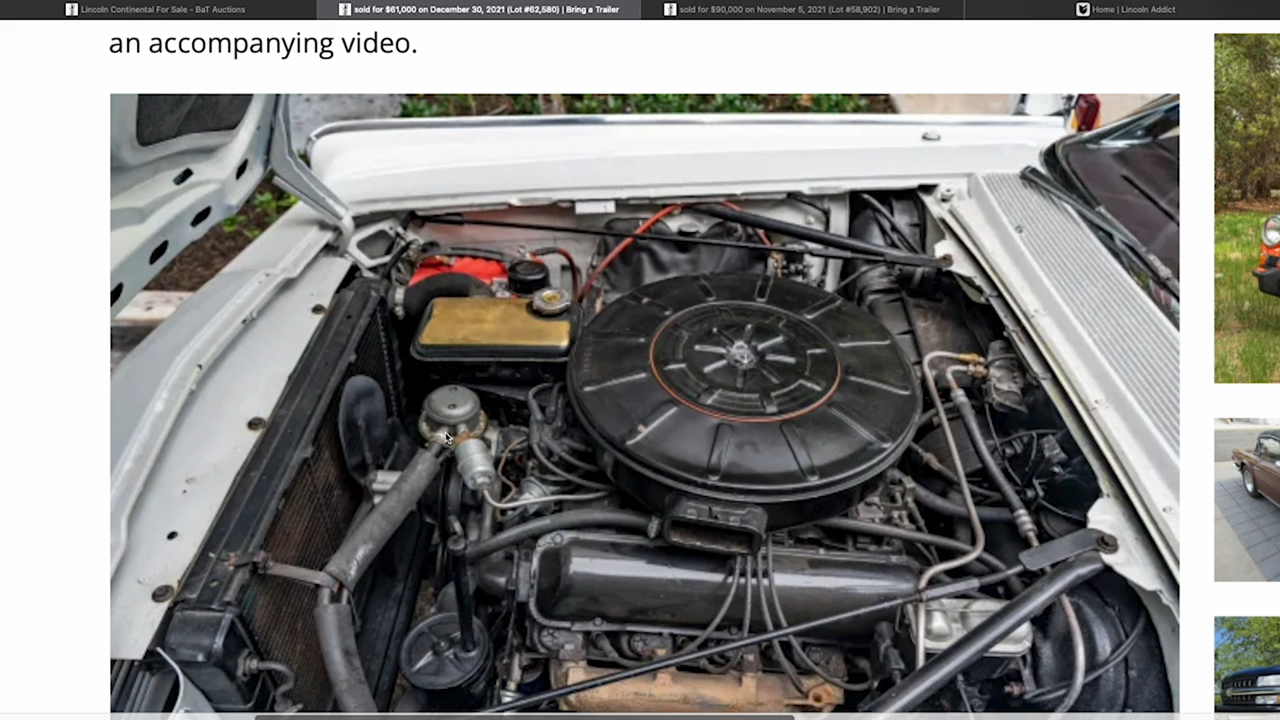 Lincoln Continental For Sale - BaT Auctions
sold for $61,000 on December 30, 2021 (Lot #62,580) | Bring a Trailer
sold for $90,000 on November 5, 2021 (Lot #58,902) | Bring a Trailer
Home | Lincoln Addict
an accompanying video.